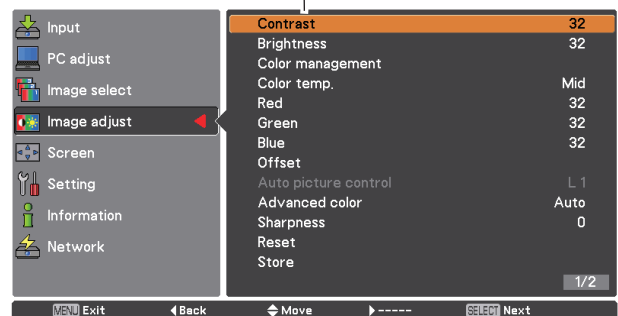 Input
PC adjust
Image select
Image adjust
Screen
Setting
Information
Network
Contrast 32
Brightness 32
Color management
Color temp. Mid
Red 32
Green 32
Blue 32
Offset
Auto picture control L 1
Advanced color Auto
Sharpness 0
Reset
Store
1/2
MENU Exit Back Move ----- SELECT Next